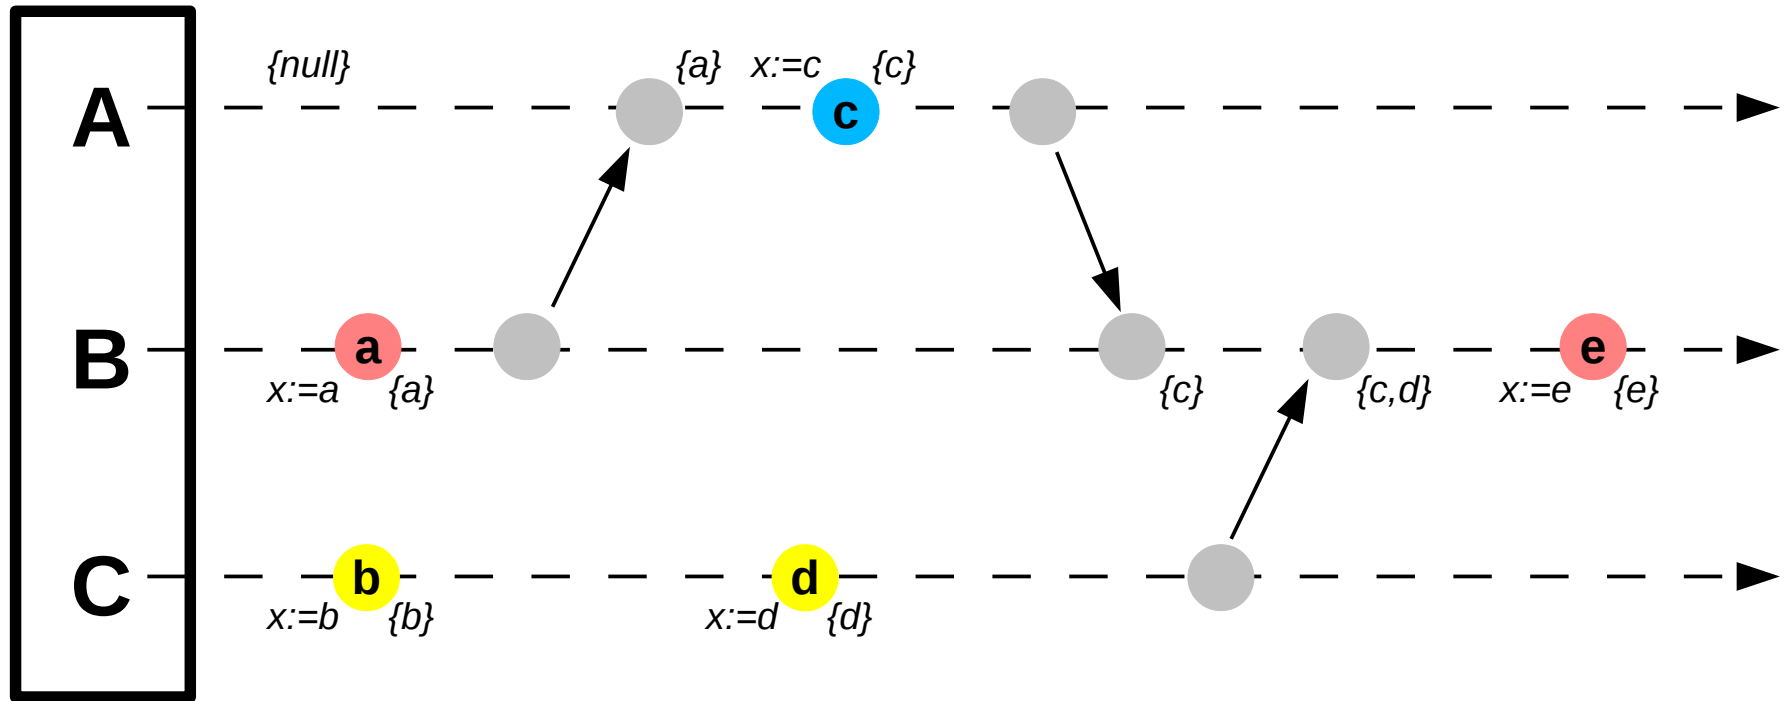 {null}
{a}
x:=c
{c}
A
c
B
a
e
x:=a
{a}
{c}
{c,d}
x:=e
{e}
C
b
d
x:=b
{b}
x:=d
{d}